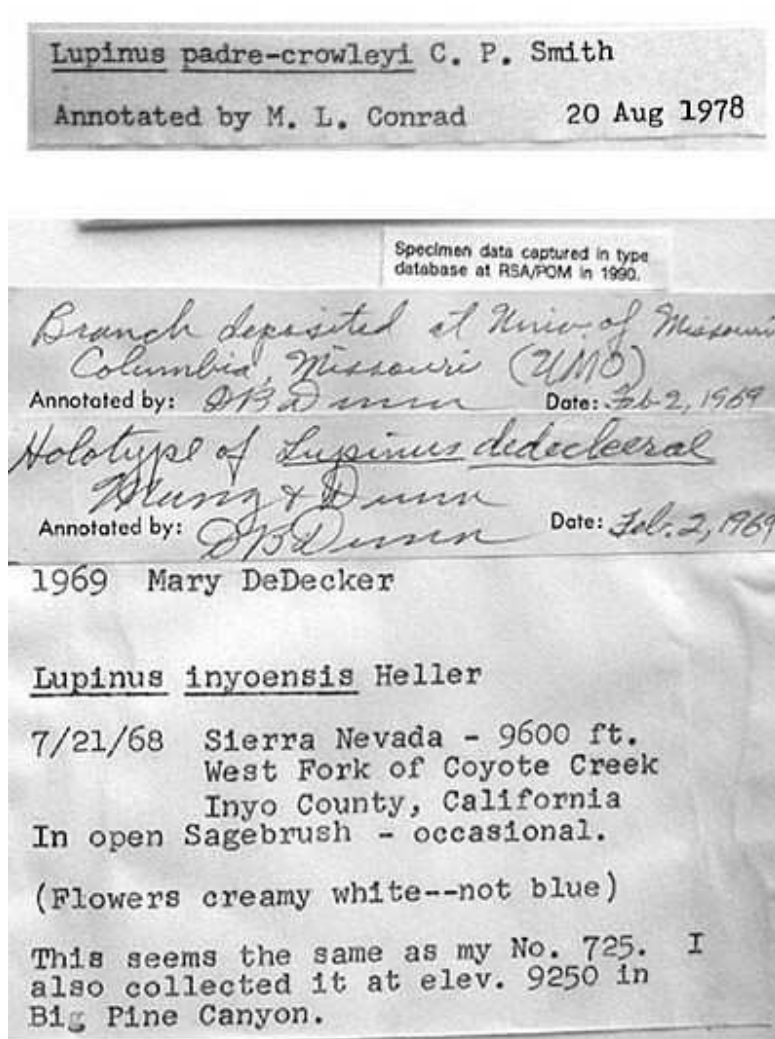 Lupinus padre-crowleyi C. P. Smith
Annotated by M. L. Conrad 20 Aug 1978
Specimen data captured in type
database at RSA/POM in 1990.
Branch deposited at Univ. of Missouri
Columbia, Missouri (UMO)
Annotated by: DB Dunn Date: Feb 2, 1969
Holotype of Lupinus dedeckerae
Munz & Dunn
Annotated by: DB Dunn Date: Feb. 2, 1969
1969 Mary DeDecker
Lupinus inyoensis Heller
7/21/68 Sierra Nevada - 9600 ft.
West Fork of Coyote Creek
Inyo County, California
In open Sagebrush - occasional.
(Flowers creamy white--not blue)
This seems the same as my No. 725. I
also collected it at elev. 9250 in
Big Pine Canyon.